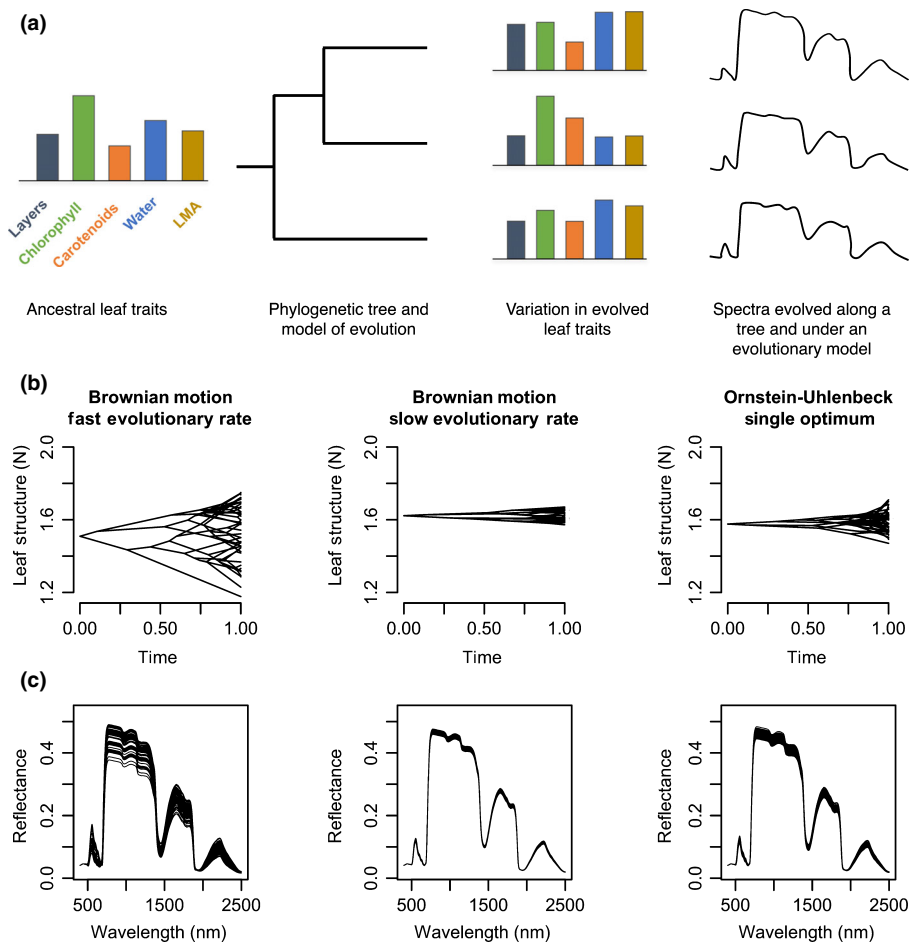 (a)
Layers
Chlorophyll
Carotenoids
Water
LMA
Ancestral leaf traits
Phylogenetic tree and
model of evolution
Variation in evolved
leaf traits
Spectra evolved along a
tree and under an
evolutionary model
(b)
Brownian motion
fast evolutionary rate
Leaf structure (N)
2.0
1.6
1.2
0.00 0.50 1.00
Time
Brownian motion
slow evolutionary rate
Leaf structure (N)
2.0
1.6
1.2
0.00 0.50 1.00
Time
Ornstein-Uhlenbeck
single optimum
Leaf structure (N)
2.0
1.6
1.2
0.00 0.50 1.00
Time
(c)
Reflectance
0.4
0.2
0.0
500 1500 2500
Wavelength (nm)
Reflectance
0.4
0.2
0.0
500 1500 2500
Wavelength (nm)
Reflectance
0.4
0.2
0.0
500 1500 2500
Wavelength (nm)